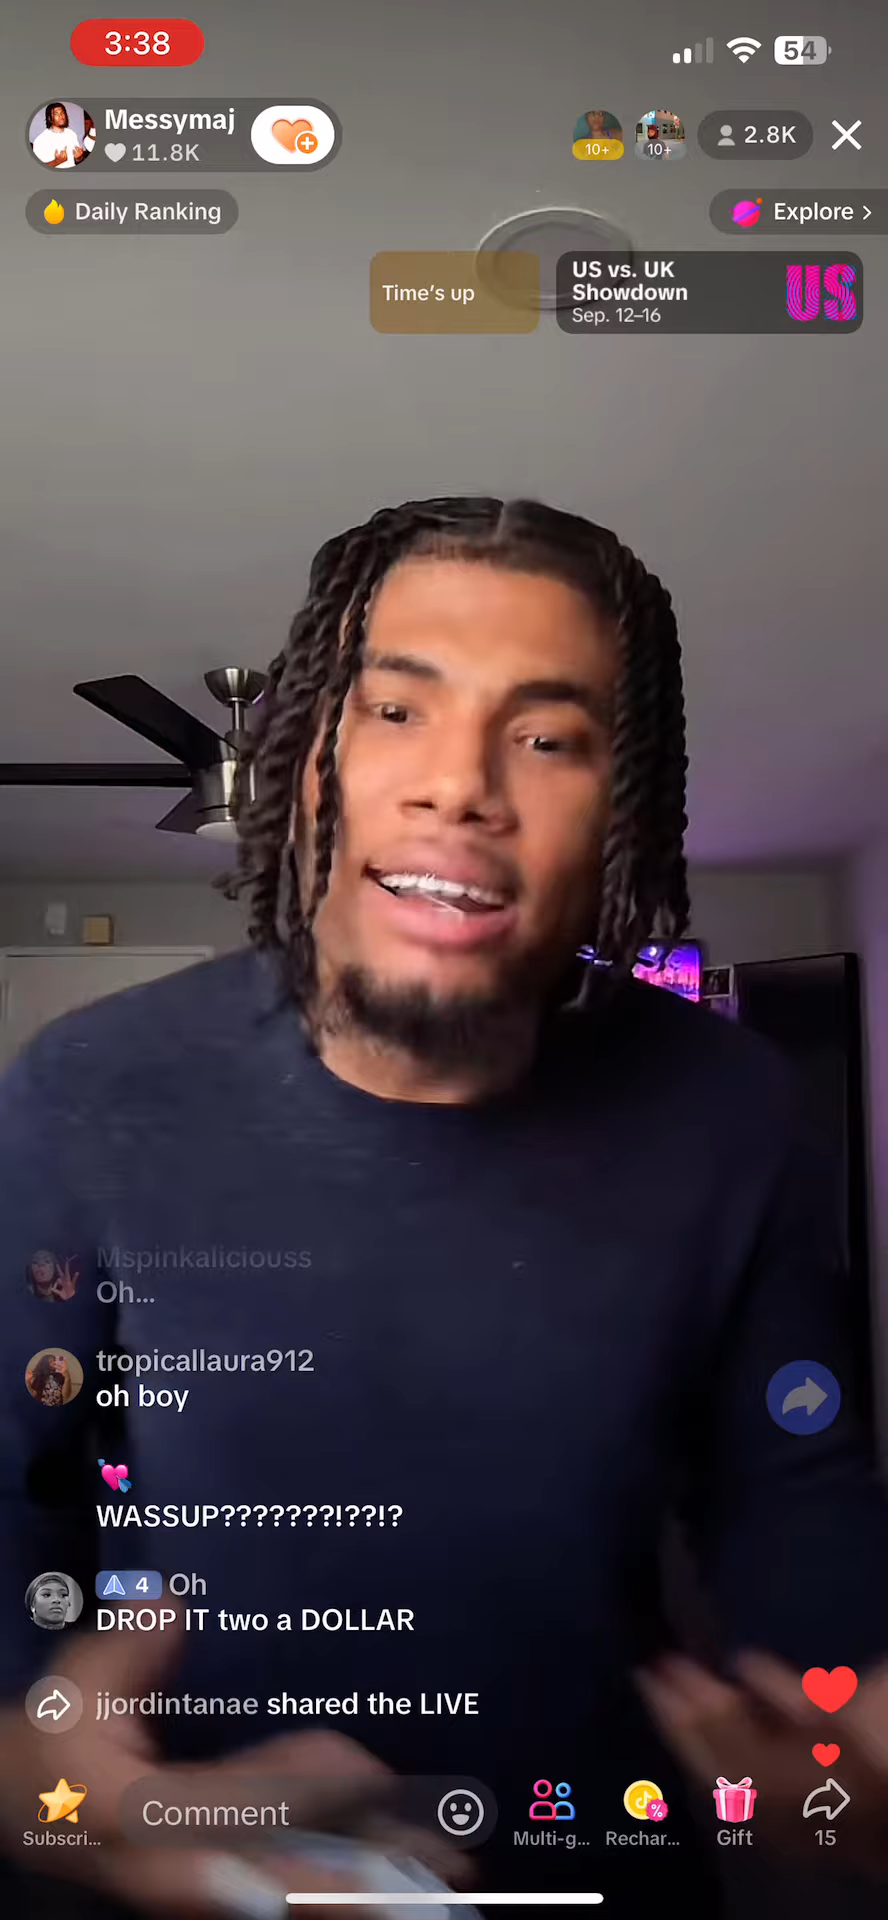 3:38
54
Messymaj
11.8K
10+
10+
2.8K
Daily Ranking
Explore
Time's up
US vs. UK
Showdown
Sep. 12–16
US
Mspinkaliciouss
Oh...
tropicallaura912
oh boy
WASSUP???????!??!?
4 Oh
DROP IT two a DOLLAR
jjordintanae shared the LIVE
Subscri...
Comment
Multi-g...
Rechar...
Gift
15